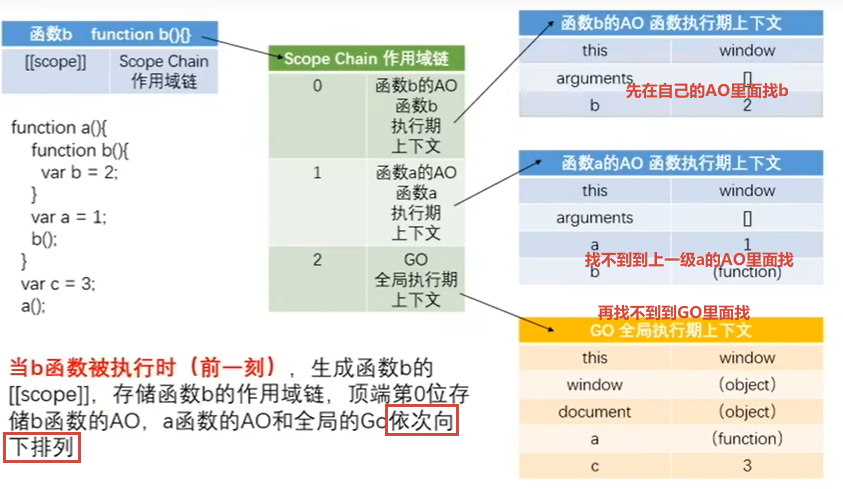 函数b function b(){}
[[scope]] Scope Chain
作用域链
function a(){
function b(){
var b = 2;
}
var a = 1;
b();
}
var c = 3;
a();
Scope Chain 作用域链
0 函数b的AO
函数b
执行期
上下文
1 函数a的AO
函数a
执行期
上下文
2 GO
全局执行期
上下文
函数b的AO 函数执行期上下文
this window
arguments []
先在自己的AO里面找b
b 2
函数a的AO 函数执行期上下文
this window
arguments []
a 1
找不到到上一级a的AO里面找
b (function)
再找不到到GO里面找
GO 全局执行期上下文
this window
window （object）
document （object）
a （function）
c 3
当b函数被执行时（前一刻），生成函数b的
[[scope]]，存储函数b的作用域链，顶端第0位存
储b函数的AO，a函数的AO和全局的Go依次向
下排列